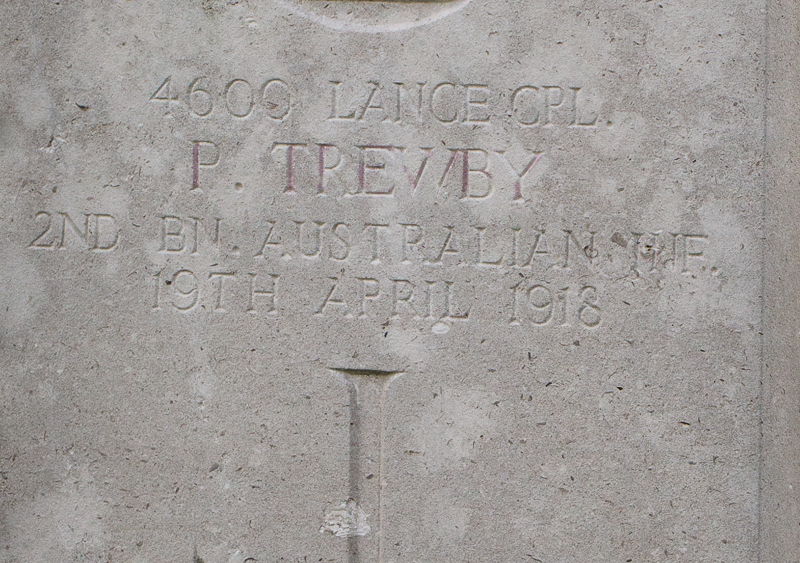 4600 LANCE CPL.
P. TREWBY
2ND BN. AUSTRALIAN INF.
19TH APRIL 1918